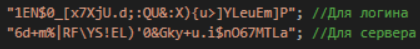 "1EN$0_[x7XjU.d;:QU&:X){u>]YLeuEm]P"; //Для логина
"6d+m%|RF\YS!EL)'0&Gky+u.i$nO67MTLa"; //Для сервера